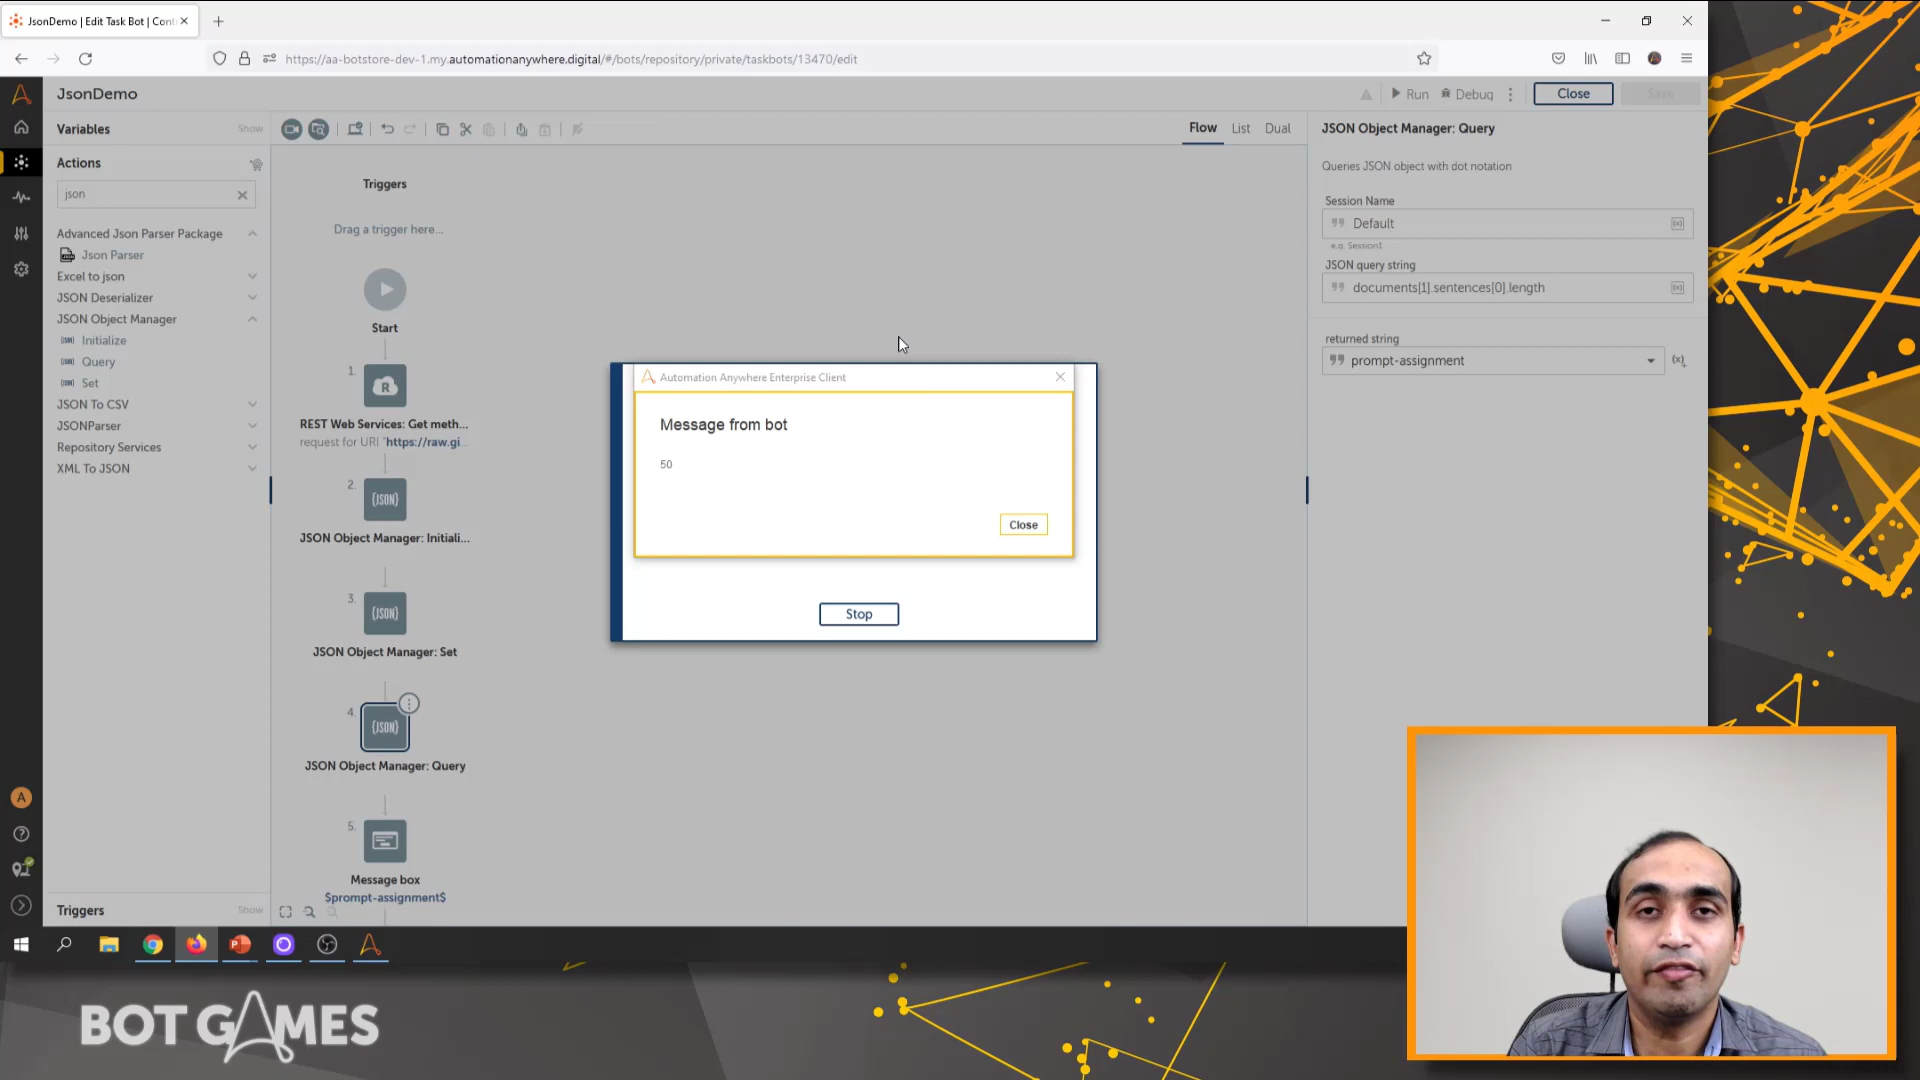 JsonDemo | Edit Task Bot | Cont
https://aa-botstore-dev-1.my.automationanywhere.digital/#/bots/repository/private/taskbots/13470/edit
JsonDemo
Run
Debug
Close
Save
Variables
Show
Flow
List
Dual
JSON Object Manager: Query
Actions
json
Queries JSON object with dot notation
Triggers
Session Name
Default
e.g. Session1
Drag a trigger here...
Advanced Json Parser Package
Json Parser
Excel to json
JSON Deserializer
JSON Object Manager
Initialize
Query
Set
JSON To CSV
JSONParser
Repository Services
XML To JSON
JSON query string
documents[1].sentences[0].length
returned string
prompt-assignment
Start
1.
REST Web Services: Get meth...
request for URI "https://raw.gi...
2.
{JSON}
JSON Object Manager: Initiali...
3.
{JSON}
JSON Object Manager: Set
4.
{JSON}
JSON Object Manager: Query
5.
Message box
$prompt-assignment$
Automation Anywhere Enterprise Client
Message from bot
50
Close
Stop
Triggers
Show
A
BOT GAMES